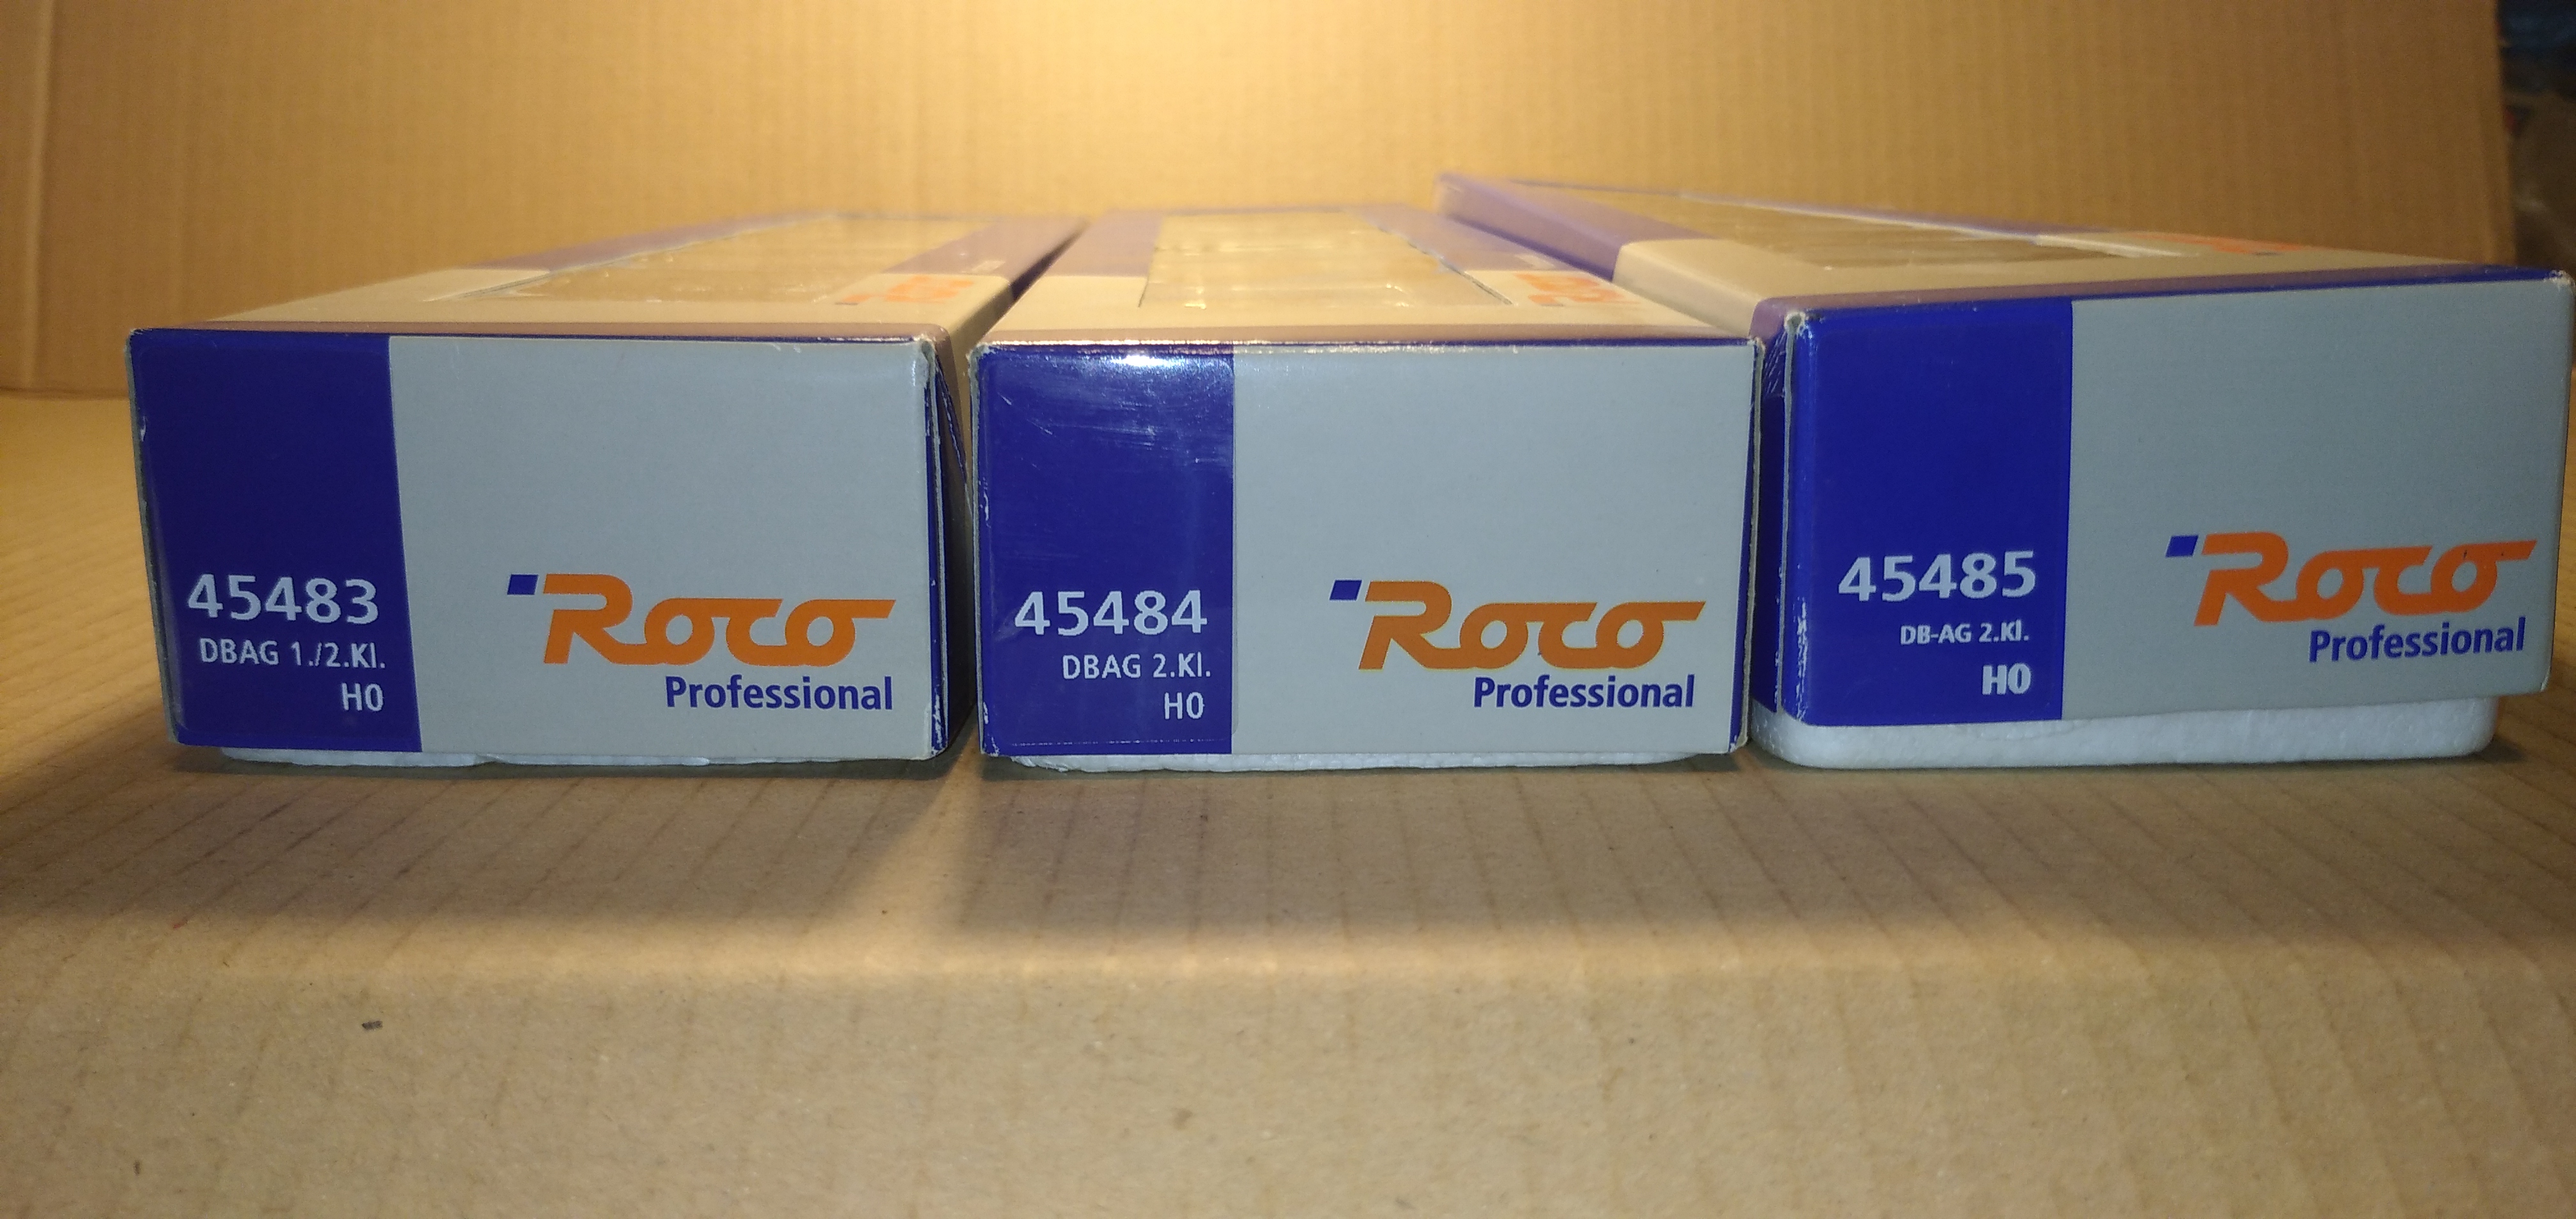 45483
DBAG 1./2.Kl.
H0
Roco
Professional
45484
DBAG 2.Kl.
H0
Roco
Professional
45485
DB-AG 2.Kl.
H0
Roco
Professional